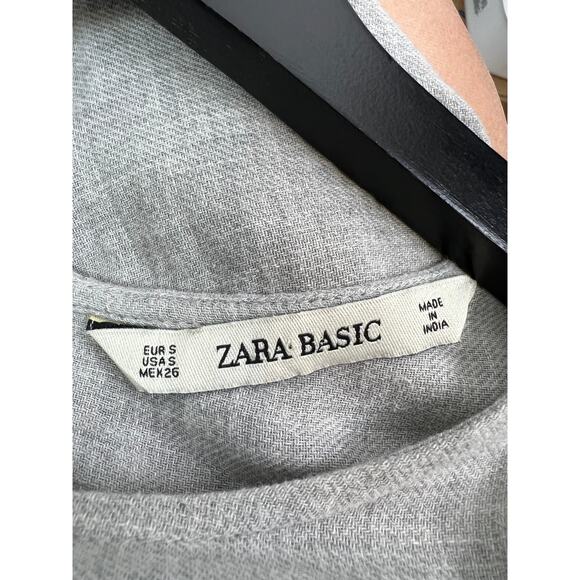 EUR S
USA S
MEX 26
ZARA BASIC
MADE
IN
INDIA